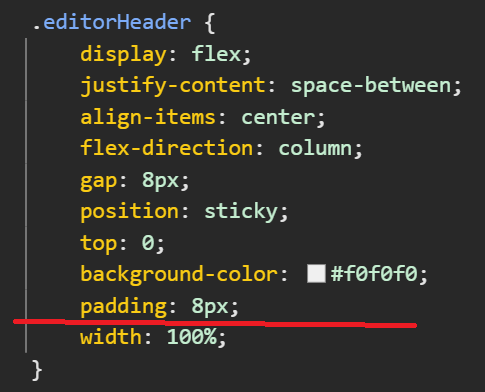 .editorHeader {
display: flex;
justify-content: space-between;
align-items: center;
flex-direction: column;
gap: 8px;
position: sticky;
top: 0;
background-color: #f0f0f0;
padding: 8px;
width: 100%;
}